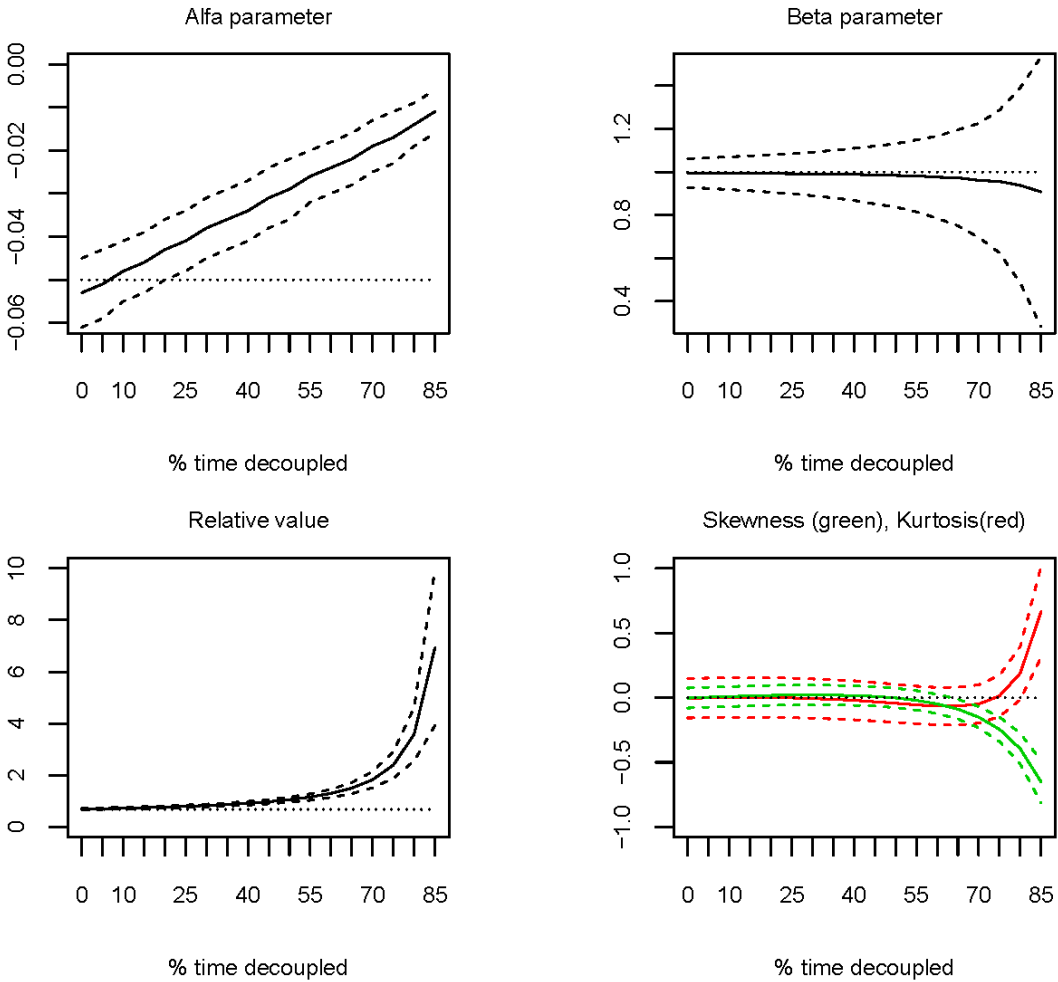 Alfa parameter
0.00
−0.02
−0.04
−0.06
0 10 25 40 55 70 85
% time decoupled
Beta parameter
1.2
0.8
0.4
0 10 25 40 55 70 85
% time decoupled
Relative value
10
8
6
4
2
0
0 10 25 40 55 70 85
% time decoupled
Skewness (green), Kurtosis(red)
1.0
0.5
0.0
−0.5
−1.0
0 10 25 40 55 70 85
% time decoupled